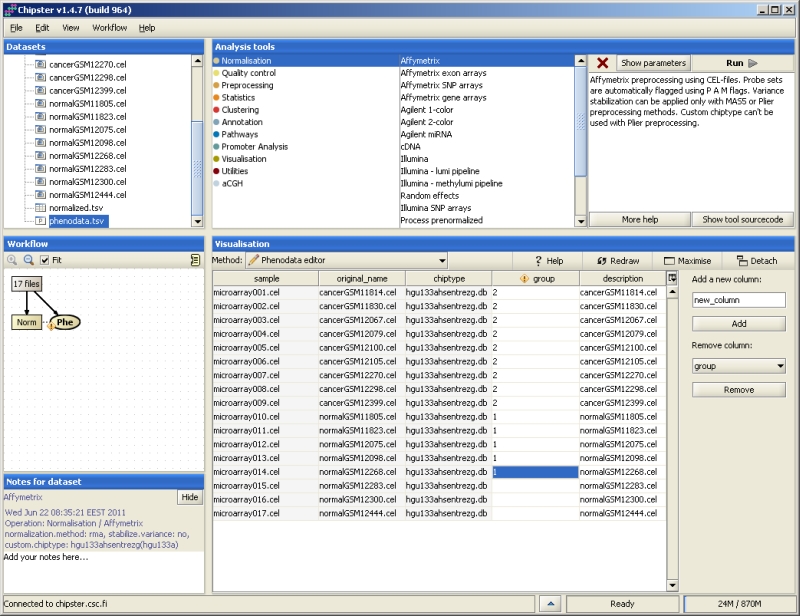 Chipster v1.4.7 (build 964)
File Edit View Workflow Help
Datasets
cancerGSM12270.cel
cancerGSM12298.cel
cancerGSM12399.cel
normalGSM11805.cel
normalGSM11823.cel
normalGSM12075.cel
normalGSM12098.cel
normalGSM12268.cel
normalGSM12283.cel
normalGSM12300.cel
normalGSM12444.cel
normalized.tsv
phenodata.tsv
Analysis tools
Normalisation
Quality control
Preprocessing
Statistics
Clustering
Annotation
Pathways
Promoter Analysis
Visualisation
Utilities
aCGH
Affymetrix
Affymetrix exon arrays
Affymetrix SNP arrays
Affymetrix gene arrays
Agilent 1-color
Agilent 2-color
Agilent miRNA
cDNA
Illumina
Illumina - lumi pipeline
Illumina - methylumi pipeline
Random effects
Illumina SNP arrays
Process prenormalized
Show parameters Run
Affymetrix preprocessing using CEL-files. Probe sets
are automatically flagged using P A M flags. Variance
stabilization can be applied only with MAS5 or Plier
preprocessing methods. Custom chiptype can't be
used with Plier preprocessing.
More help Show tool sourcecode
Workflow
Fit
17 files
Norm Phe
Notes for dataset
Affymetrix Hide
Wed Jun 22 08:35:21 EEST 2011
Operation: Normalisation / Affymetrix
normalization.method: rma, stabilize.variance: no,
custom.chiptype: hgu133ahsentrezg(hgu133a)
Add your notes here...
Visualisation
Method: Phenodata editor ? Help Redraw Maximise Detach
sample original_name chiptype group description
microarray001.cel cancerGSM11814.cel hgu133ahsentrezg.db 2 cancerGSM11814.cel
microarray002.cel cancerGSM11830.cel hgu133ahsentrezg.db 2 cancerGSM11830.cel
microarray003.cel cancerGSM12067.cel hgu133ahsentrezg.db 2 cancerGSM12067.cel
microarray004.cel cancerGSM12079.cel hgu133ahsentrezg.db 2 cancerGSM12079.cel
microarray005.cel cancerGSM12100.cel hgu133ahsentrezg.db 2 cancerGSM12100.cel
microarray006.cel cancerGSM12105.cel hgu133ahsentrezg.db 2 cancerGSM12105.cel
microarray007.cel cancerGSM12270.cel hgu133ahsentrezg.db 2 cancerGSM12270.cel
microarray008.cel cancerGSM12298.cel hgu133ahsentrezg.db 2 cancerGSM12298.cel
microarray009.cel cancerGSM12399.cel hgu133ahsentrezg.db 2 cancerGSM12399.cel
microarray010.cel normalGSM11805.cel hgu133ahsentrezg.db 1 normalGSM11805.cel
microarray011.cel normalGSM11823.cel hgu133ahsentrezg.db 1 normalGSM11823.cel
microarray012.cel normalGSM12075.cel hgu133ahsentrezg.db 1 normalGSM12075.cel
microarray013.cel normalGSM12098.cel hgu133ahsentrezg.db 1 normalGSM12098.cel
microarray014.cel normalGSM12268.cel hgu133ahsentrezg.db 1 normalGSM12268.cel
microarray015.cel normalGSM12283.cel hgu133ahsentrezg.db normalGSM12283.cel
microarray016.cel normalGSM12300.cel hgu133ahsentrezg.db normalGSM12300.cel
microarray017.cel normalGSM12444.cel hgu133ahsentrezg.db normalGSM12444.cel
Add a new column:
new_column
Add
Remove column:
group
Remove
Connected to chipster.csc.fi Ready 24M / 870M